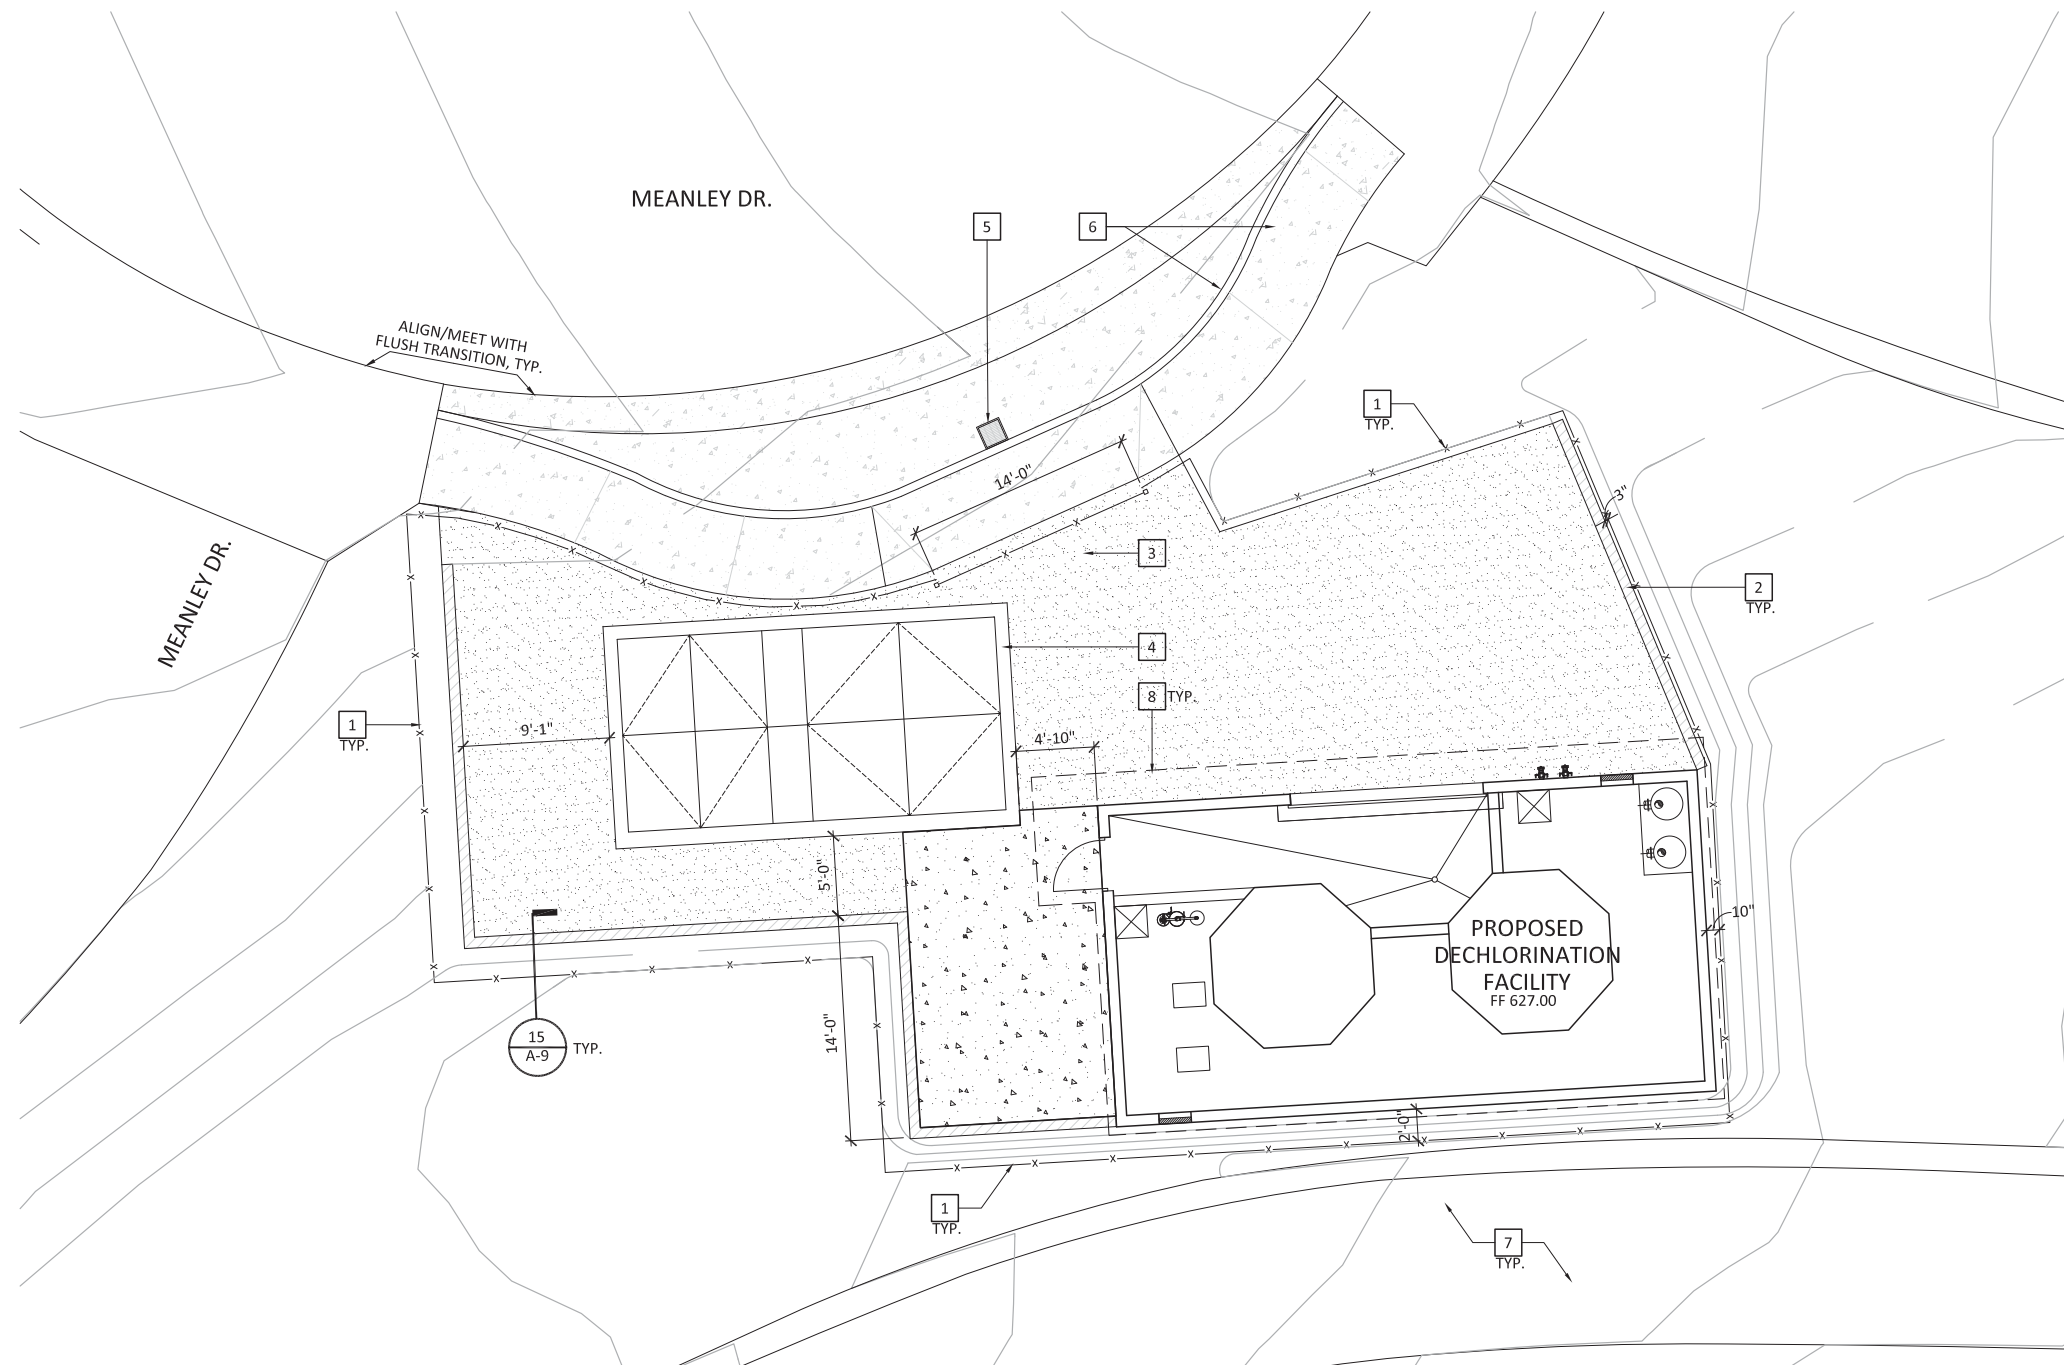 MEANLEY DR.
5
6
ALIGN/MEET WITH
FLUSH TRANSITION, TYP.
1
TYP.
14'-0"
3"
3
MEANLEY DR.
2
TYP.
4
8 TYP.
1
TYP.
9'-1"
4'-10"
5'-0"
10"
PROPOSED
DECHLORINATION
FACILITY
FF 627.00
15
A-9
TYP.
14'-0"
2'-0"
1
TYP.
7
TYP.